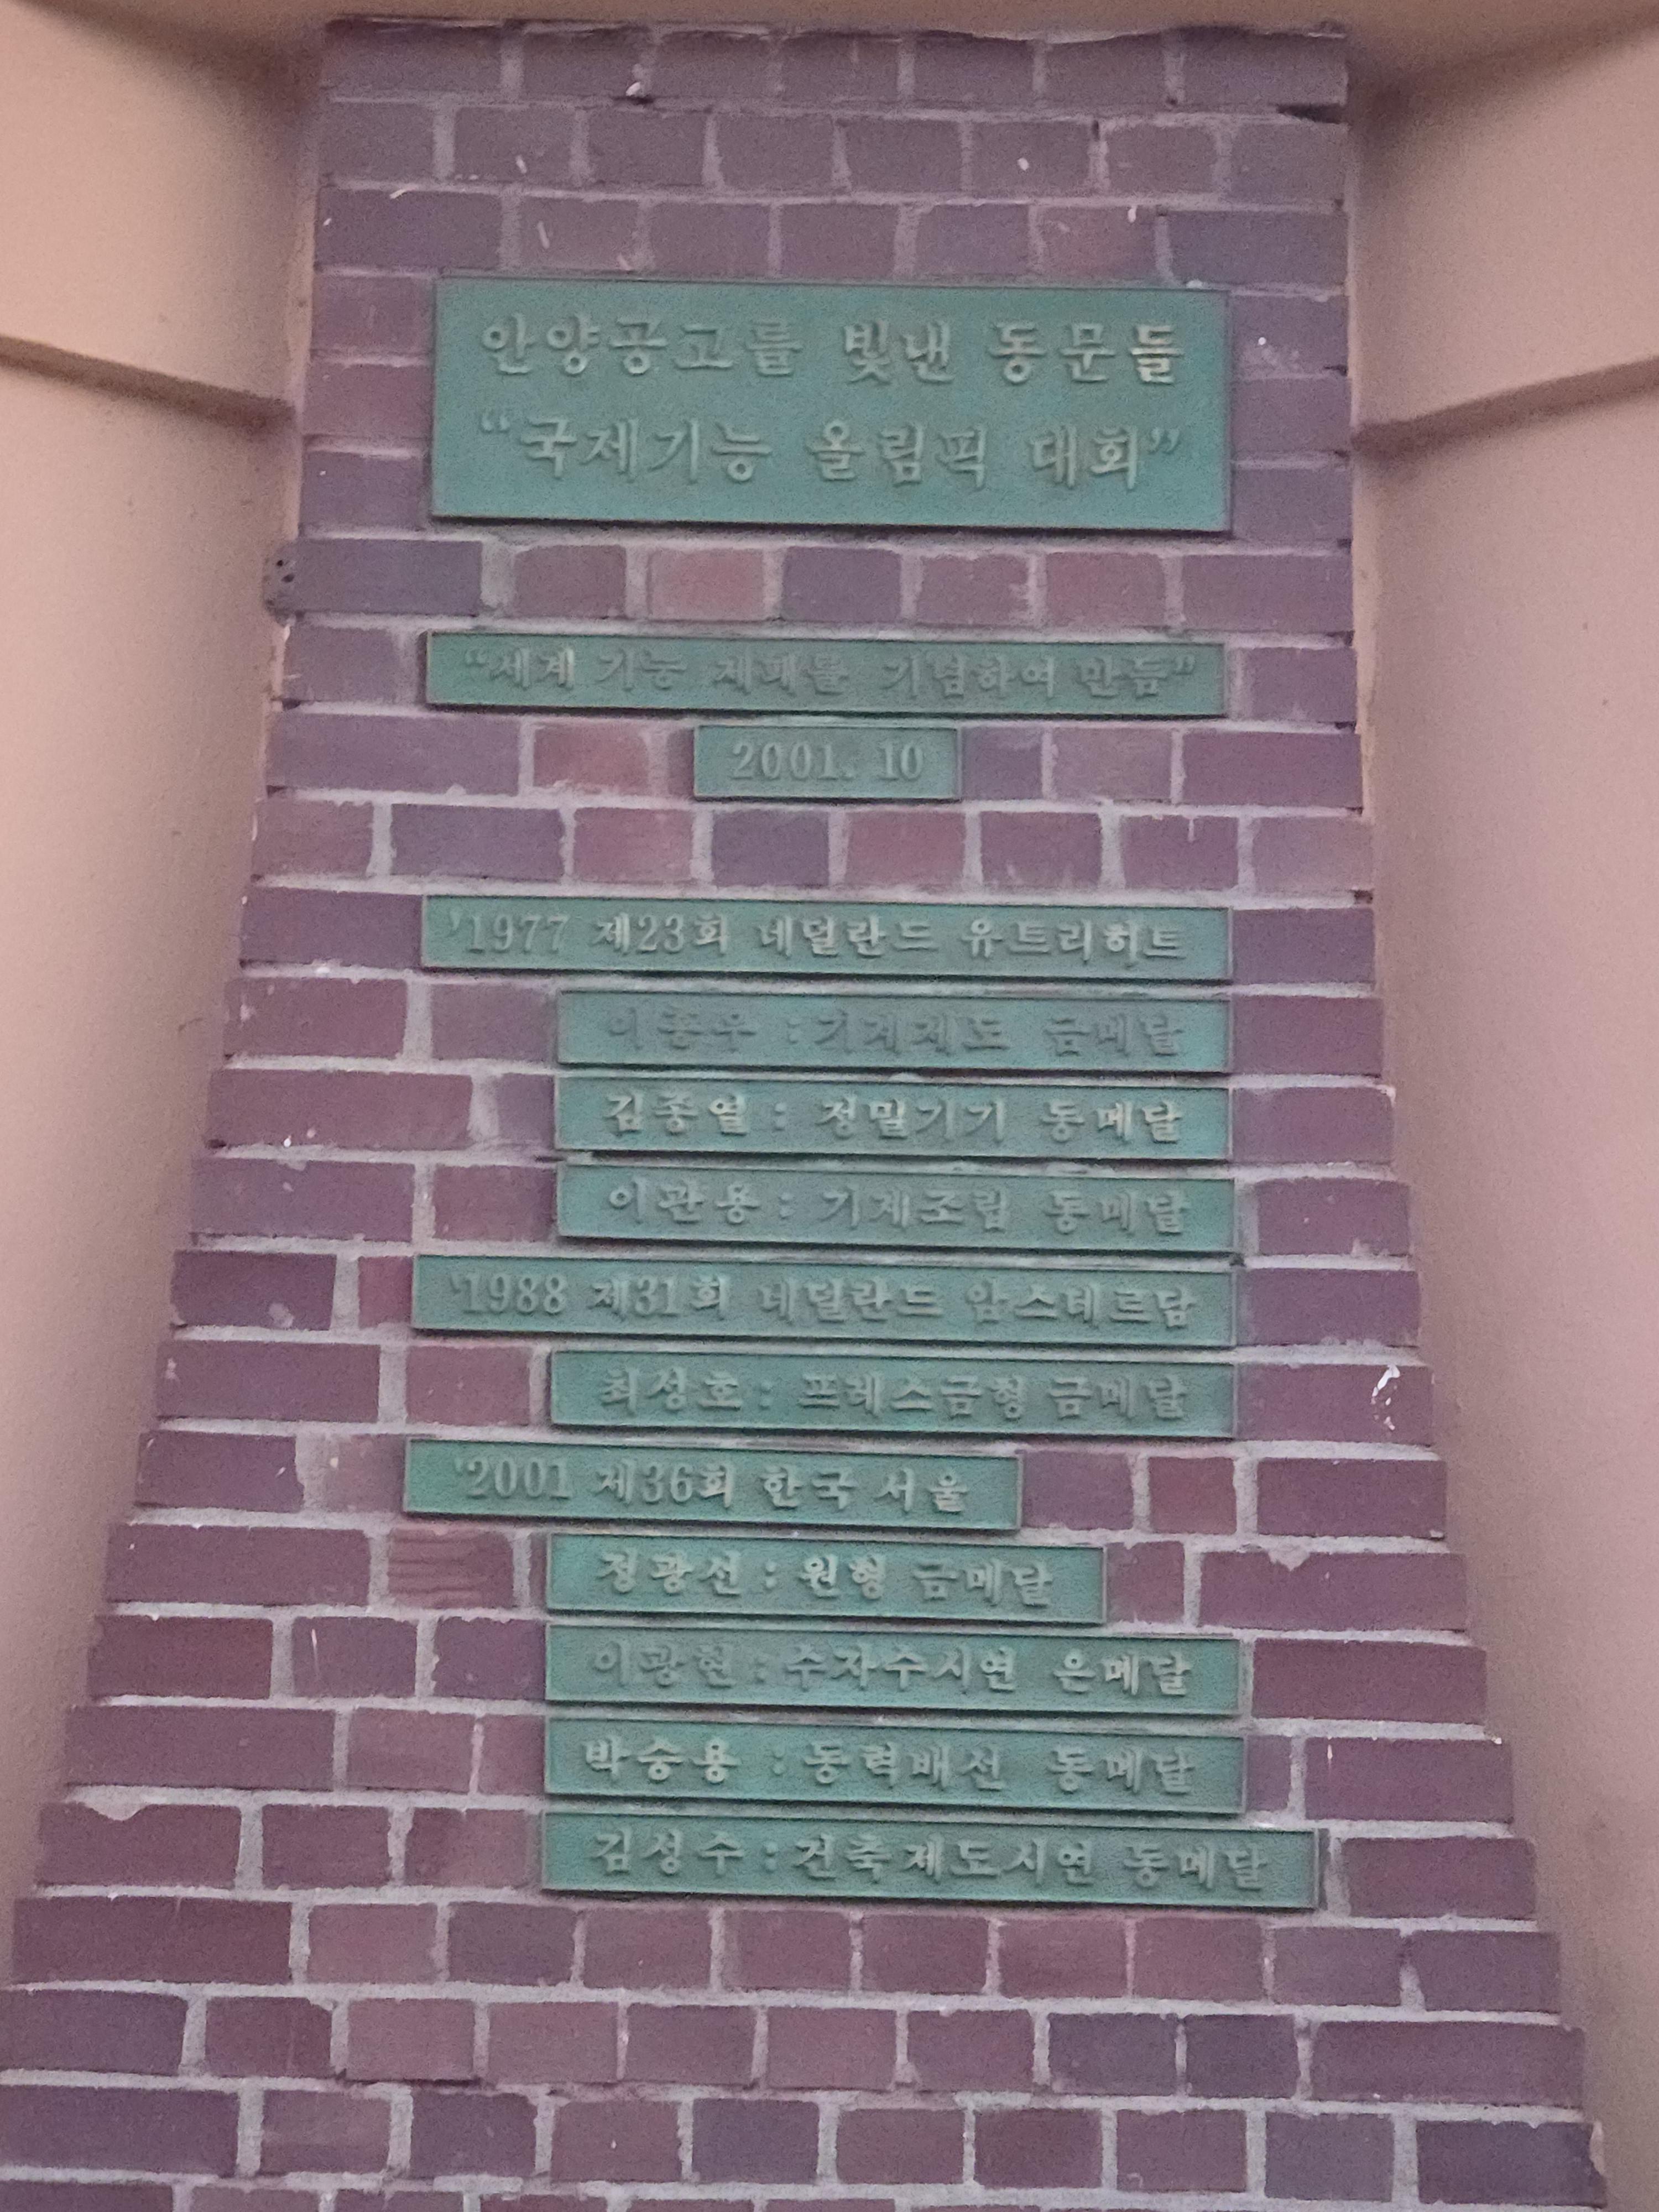 안양공고를 빛낸 동문들
“국제기능 올림픽 대회”
“세계 기능 제패를 기념하여 만듬”
2001. 10
'1977 제23회 네덜란드 유트리히트
이종우 : 기계제도 금메달
김종열 : 정밀기기 동메달
이관용 : 기계조립 동메달
'1988 제31회 네덜란드 암스테르담
최성호 : 프레스금형 금메달
'2001 제36회 한국 서울
정광선 : 원형 금메달
이광헌 : 수자수시연 은메달
박승용 : 동력배선 동메달
김성수 : 건축제도시연 동메달